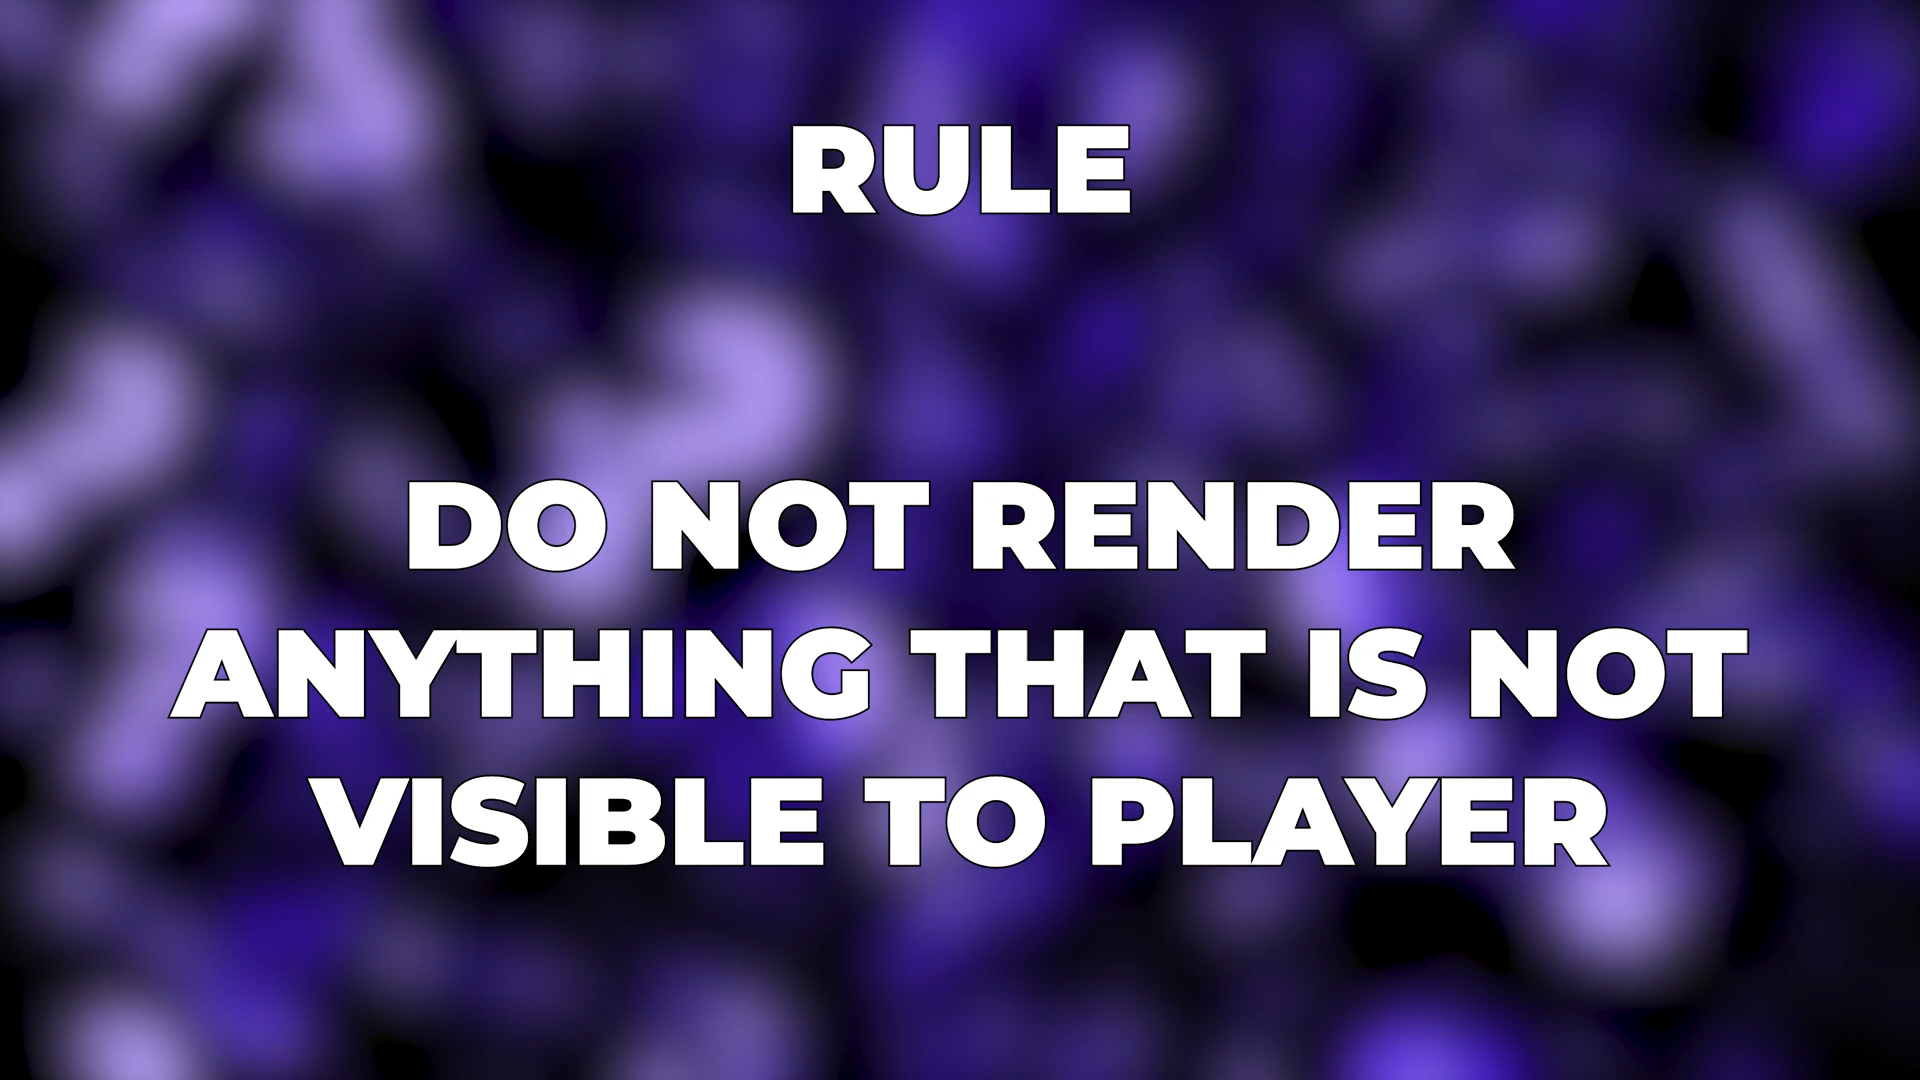 RULE
DO NOT RENDER
ANYTHING THAT IS NOT
VISIBLE TO PLAYER